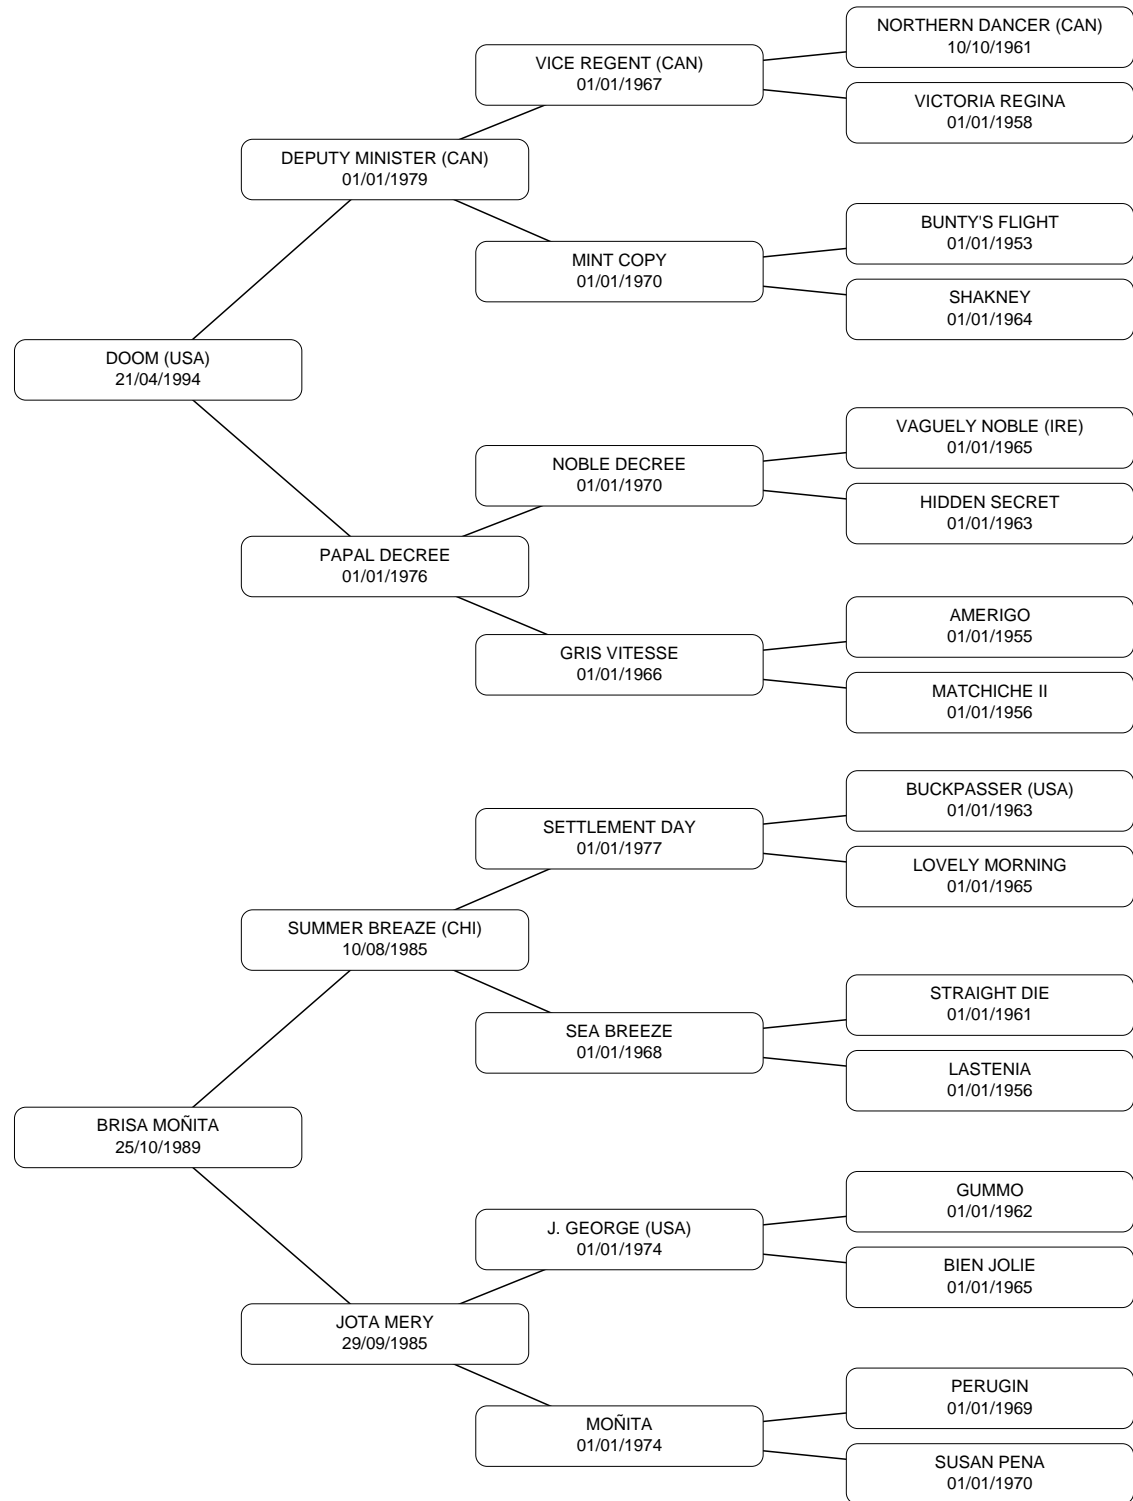 NORTHERN DANCER (CAN)
10/10/1961
VICE REGENT (CAN)
01/01/1967
VICTORIA REGINA
01/01/1958
DEPUTY MINISTER (CAN)
01/01/1979
BUNTY'S FLIGHT
01/01/1953
MINT COPY
01/01/1970
SHAKNEY
01/01/1964
DOOM (USA)
21/04/1994
VAGUELY NOBLE (IRE)
01/01/1965
NOBLE DECREE
01/01/1970
HIDDEN SECRET
01/01/1963
PAPAL DECREE
01/01/1976
AMERIGO
01/01/1955
GRIS VITESSE
01/01/1966
MATCHICHE II
01/01/1956
BUCKPASSER (USA)
01/01/1963
SETTLEMENT DAY
01/01/1977
LOVELY MORNING
01/01/1965
SUMMER BREAZE (CHI)
10/08/1985
STRAIGHT DIE
01/01/1961
SEA BREEZE
01/01/1968
LASTENIA
01/01/1956
BRISA MOÑITA
25/10/1989
GUMMO
01/01/1962
J. GEORGE (USA)
01/01/1974
BIEN JOLIE
01/01/1965
JOTA MERY
29/09/1985
PERUGIN
01/01/1969
MOÑITA
01/01/1974
SUSAN PENA
01/01/1970